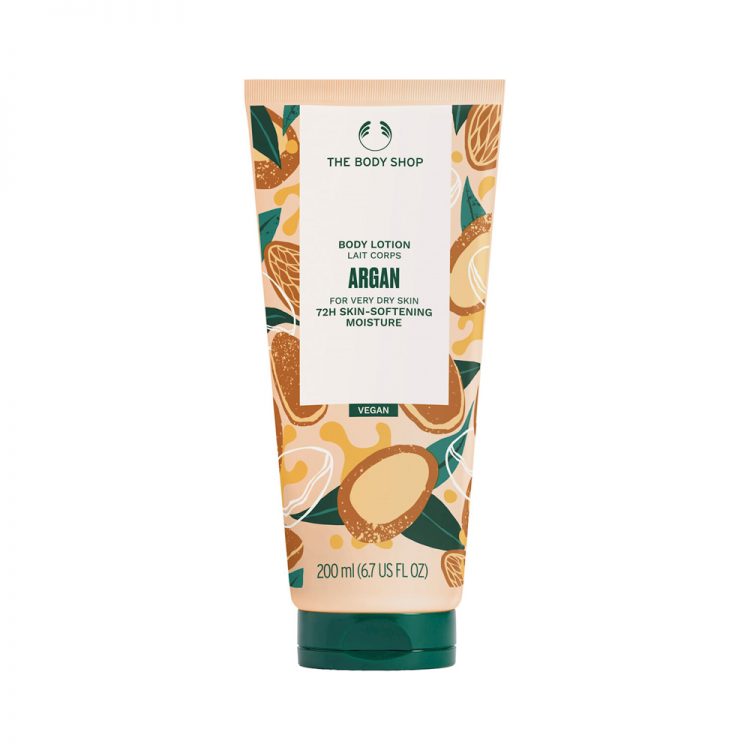 THE BODY SHOP
BODY LOTION
LAIT CORPS
ARGAN
FOR VERY DRY SKIN
72H SKIN-SOFTENING
MOISTURE
VEGAN
200 ml (6.7 US FL OZ)